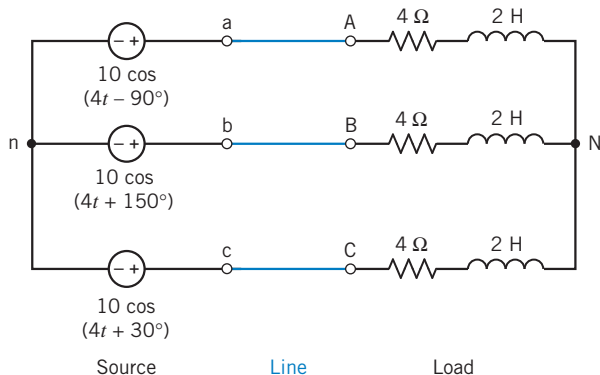 a A 4 Ω 2 H
10 cos
(4t – 90°)
n b B 4 Ω 2 H N
10 cos
(4t + 150°)
c C 4 Ω 2 H
10 cos
(4t + 30°)
Source Line Load